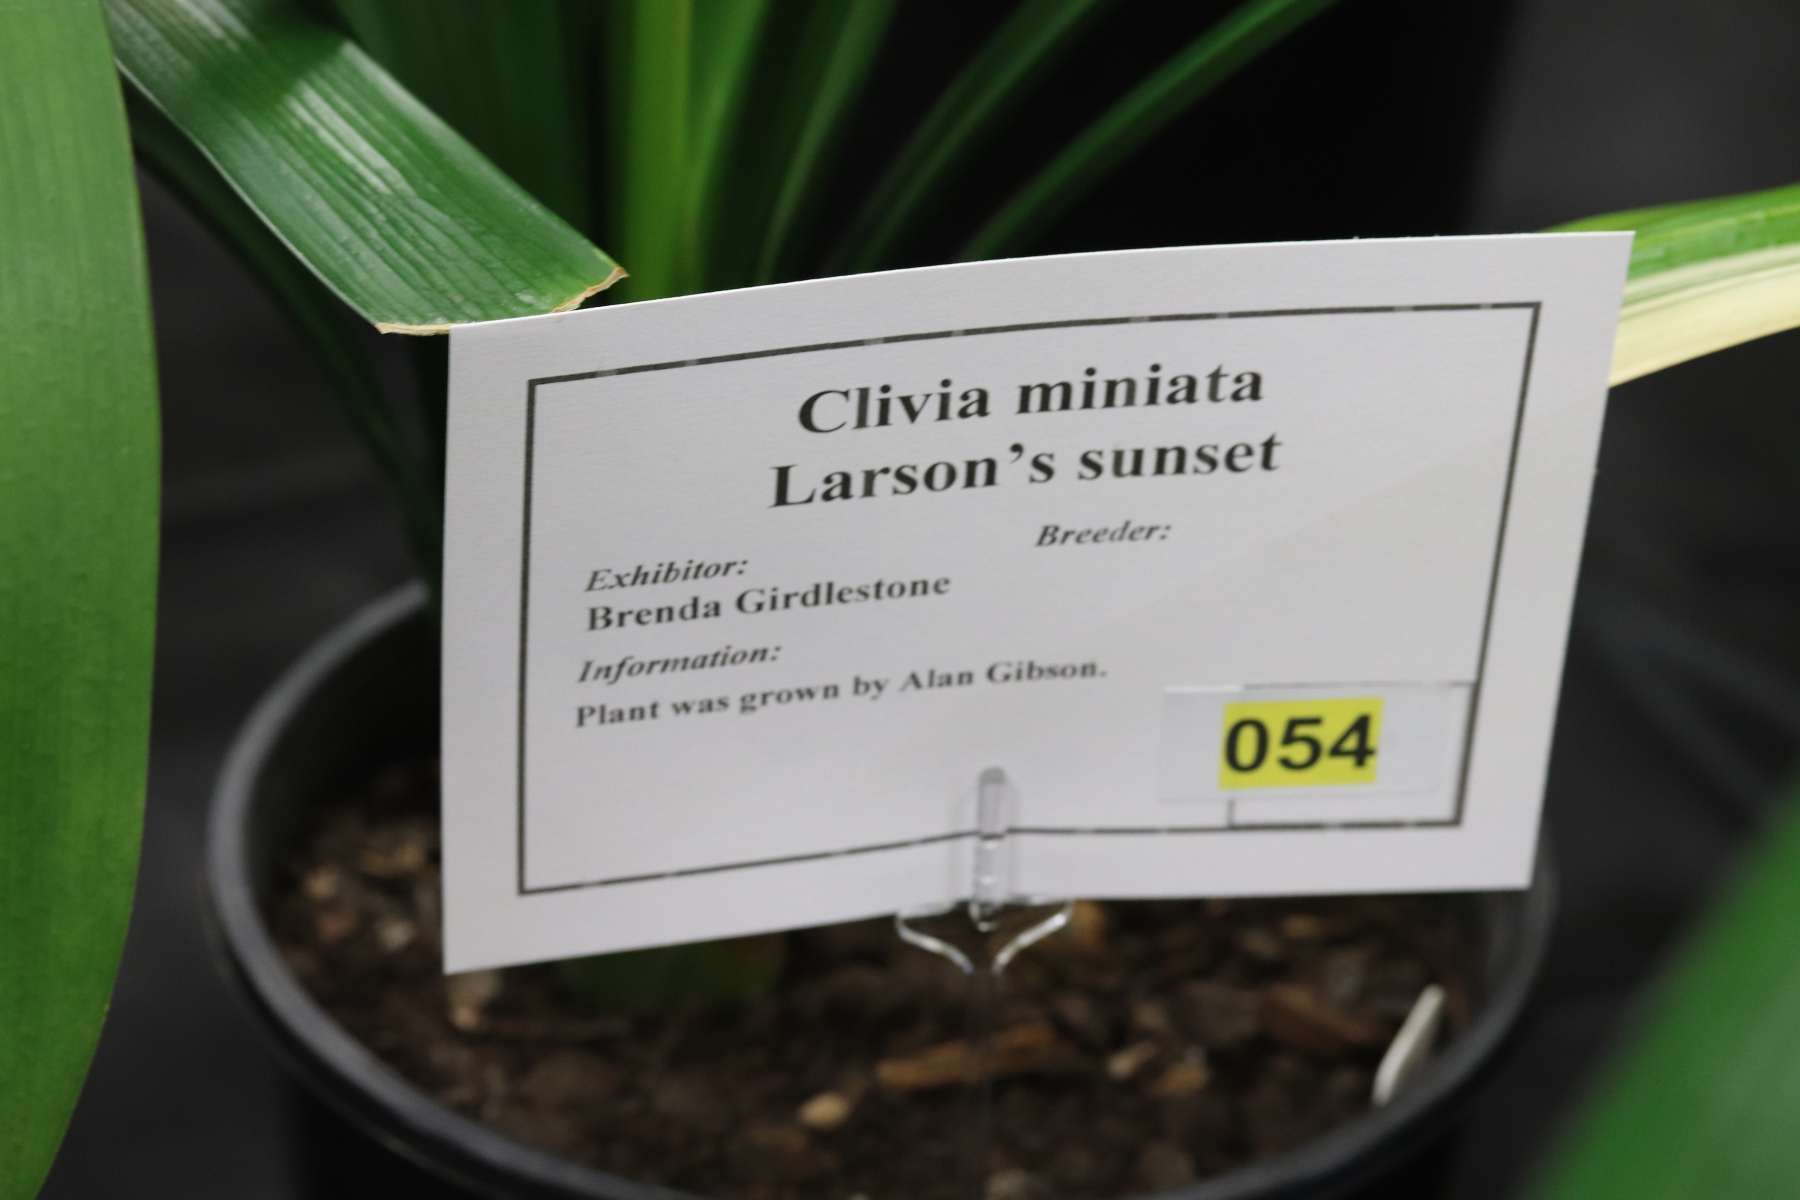 Clivia miniata
Larson’s sunset
Breeder:
Exhibitor:
Brenda Girdlestone
Information:
Plant was grown by Alan Gibson.
054